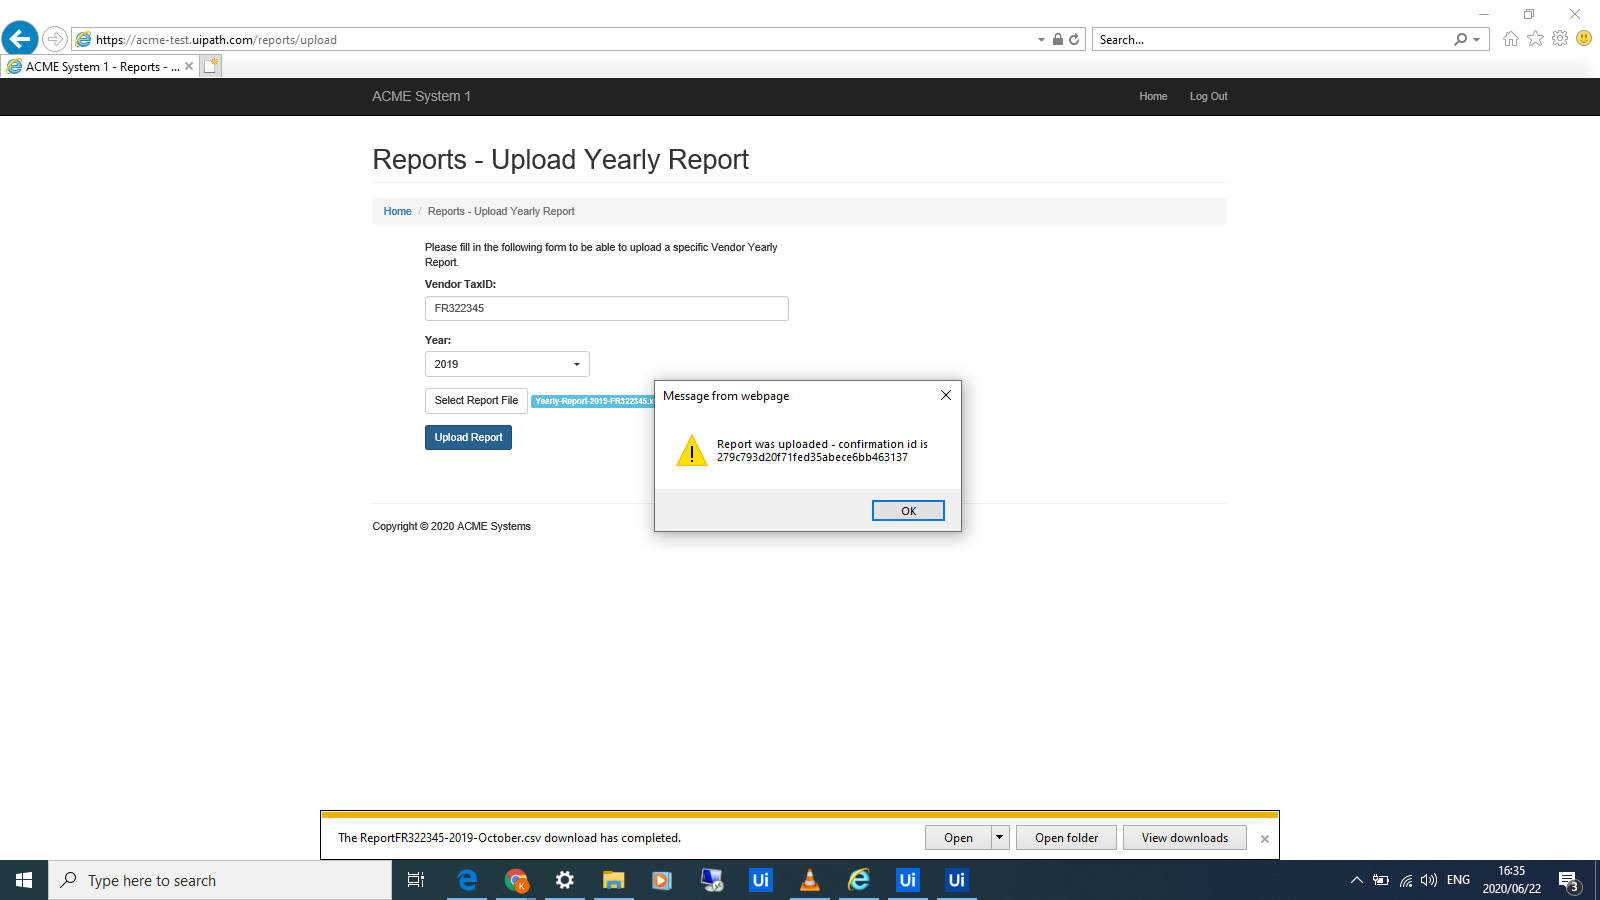 https://acme-test.uipath.com/reports/upload
Search...
ACME System 1 - Reports - ...
ACME System 1
Home
Log Out
Reports - Upload Yearly Report
Home / Reports - Upload Yearly Report
Please fill in the following form to be able to upload a specific Vendor Yearly
Report.
Vendor TaxID:
FR322345
Year:
2019
Select Report File
Yearly-Report-2019-FR322345.x
Upload Report
Message from webpage
Report was uploaded - confirmation id is
279c793d20f71fed35abece6bb463137
OK
Copyright © 2020 ACME Systems
The ReportFR322345-2019-October.csv download has completed.
Open
Open folder
View downloads
Type here to search
K
Ui
Ui
Ui
ENG
16:35
2020/06/22
3